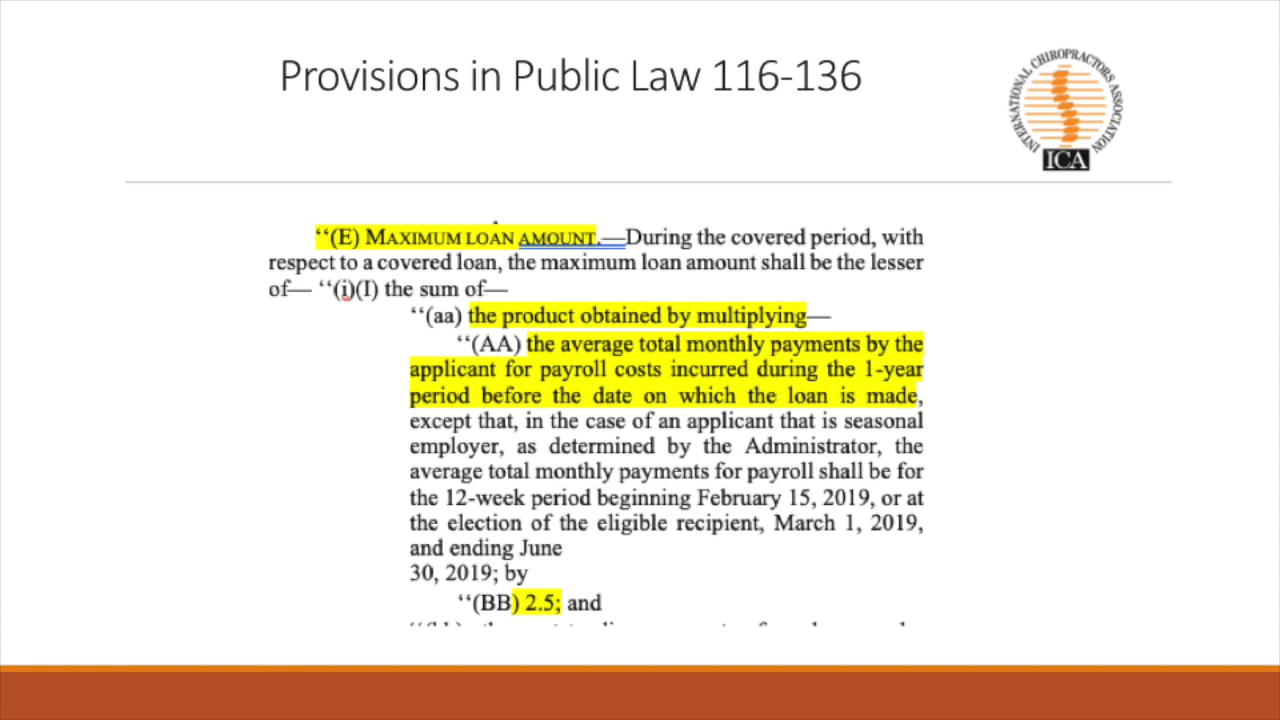 Provisions in Public Law 116-136
INTERNATIONAL CHIROPRACTORS ASSOCIATION
ICA
‘‘(E) MAXIMUM LOAN AMOUNT.—During the covered period, with
respect to a covered loan, the maximum loan amount shall be the lesser
of— ‘‘(i)(I) the sum of—
‘‘(aa) the product obtained by multiplying—
‘‘(AA) the average total monthly payments by the
applicant for payroll costs incurred during the 1-year
period before the date on which the loan is made,
except that, in the case of an applicant that is seasonal
employer, as determined by the Administrator, the
average total monthly payments for payroll shall be for
the 12-week period beginning February 15, 2019, or at
the election of the eligible recipient, March 1, 2019,
and ending June
30, 2019; by
‘‘(BB) 2.5; and